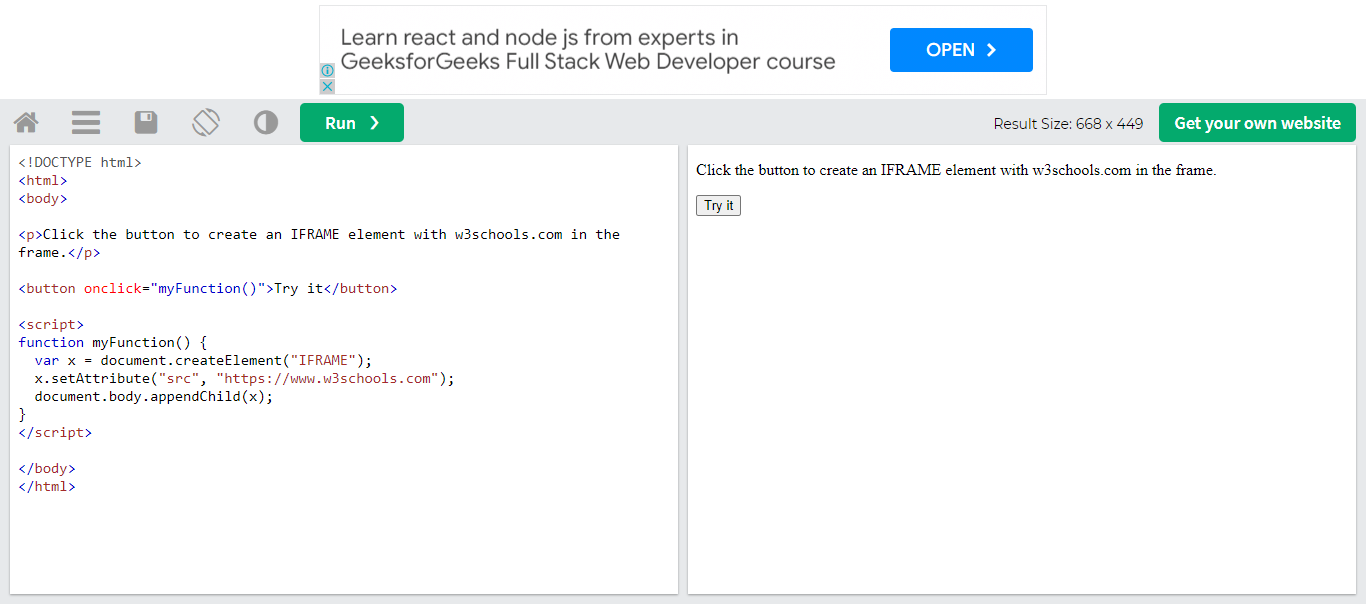 Learn react and node js from experts in
GeeksforGeeks Full Stack Web Developer course
OPEN
Run
Result Size: 668 x 449
Get your own website
<!DOCTYPE html>
<html>
<body>
<p>Click the button to create an IFRAME element with w3schools.com in the
frame.</p>
<button onclick="myFunction()">Try it</button>
<script>
function myFunction() {
  var x = document.createElement("IFRAME");
  x.setAttribute("src", "https://www.w3schools.com");
  document.body.appendChild(x);
}
</script>
</body>
</html>
Click the button to create an IFRAME element with w3schools.com in the frame.
Try it